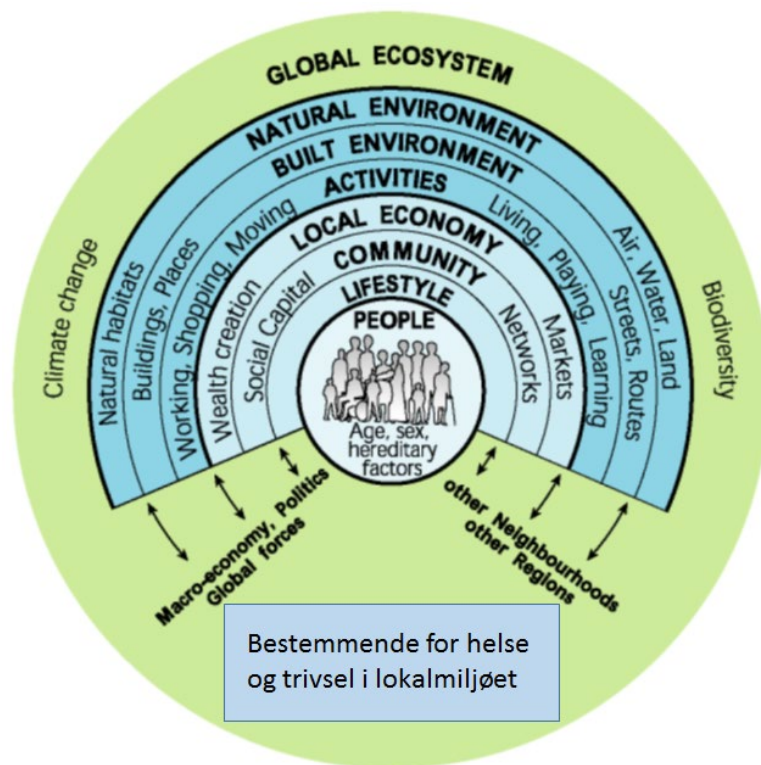 GLOBAL ECOSYSTEM
NATURAL ENVIRONMENT
BUILT ENVIRONMENT
ACTIVITIES
LOCAL ECONOMY
COMMUNITY
LIFESTYLE
PEOPLE
Age, sex,
hereditary
factors
Climate change
Natural habitats
Buildings, Places
Working, Shopping, Moving
Wealth creation
Social Capital
Networks
Markets
Living, Playing, Learning
Streets, Routes
Air, Water, Land
Biodiversity
Macro-economy, Politics
Global forces
other Neighbourhoods
other Regions
Bestemmende for helse
og trivsel i lokalmiljøet